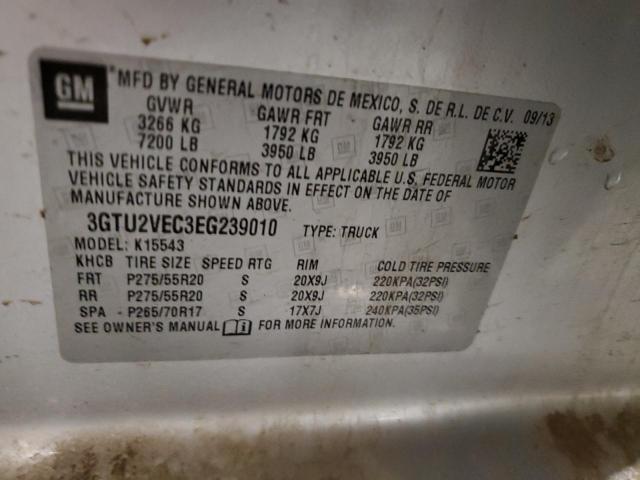 GM
*MFD BY GENERAL MOTORS DE MEXICO, S. DE R.L. DE C.V. 09/13
GVWR GAWR FRT GAWR RR
3266 KG 1792 KG 1792 KG
7200 LB 3950 LB 3950 LB
THIS VEHICLE CONFORMS TO ALL APPLICABLE U.S. FEDERAL MOTOR
VEHICLE SAFETY STANDARDS IN EFFECT ON THE DATE OF
MANUFACTURE SHOWN ABOVE.
3GTU2VEC3EG239010 TYPE: TRUCK
MODEL: K15543
KHCB TIRE SIZE SPEED RTG RIM COLD TIRE PRESSURE
FRT P275/55R20 S 20X9J 220KPA(32PSI)
RR P275/55R20 S 20X9J 220KPA(32PSI)
SPA - P265/70R17 S 17X7J 240KPA(35PSI)
SEE OWNER'S MANUAL FOR MORE INFORMATION.